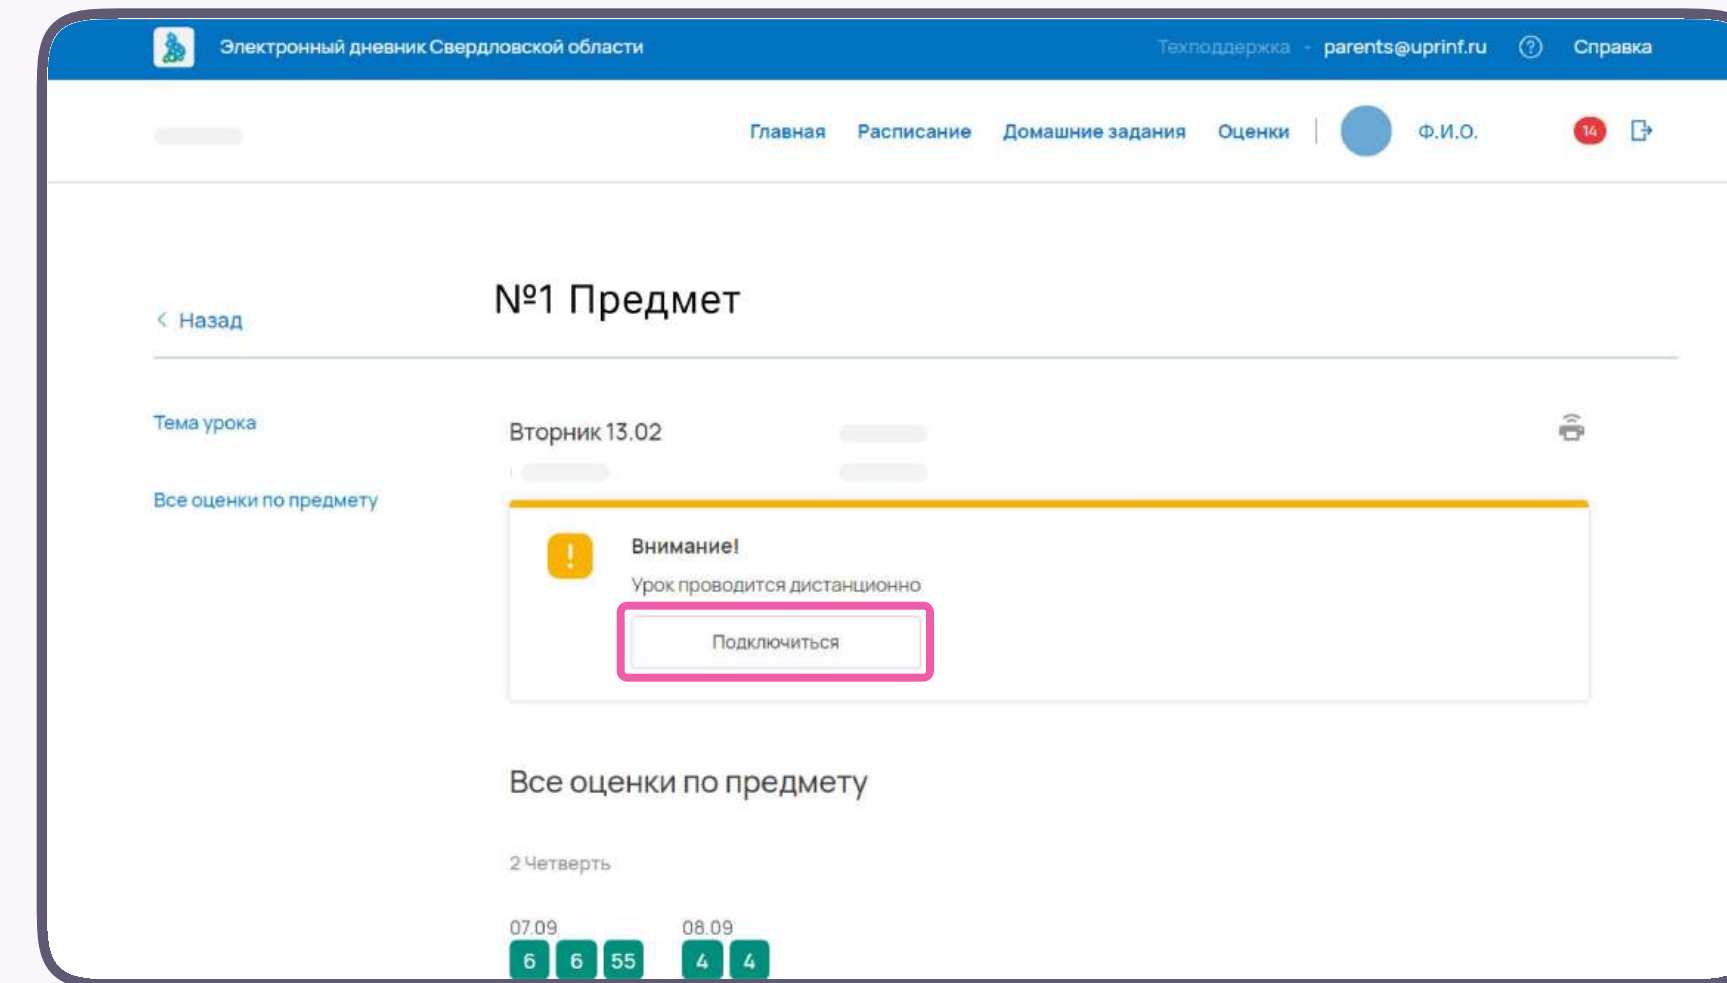 Электронный дневник Свердловской области
Техподдержка - parents@uprinf.ru ? Справка
Главная Расписание Домашние задания Оценки Ф.И.О. 14
№1 Предмет
< Назад
Тема урока
Вторник 13.02
Все оценки по предмету
!
Внимание!
Урок проводится дистанционно
Подключиться
Все оценки по предмету
2 Четверть
07.09 08.09
6 6 55 4 4